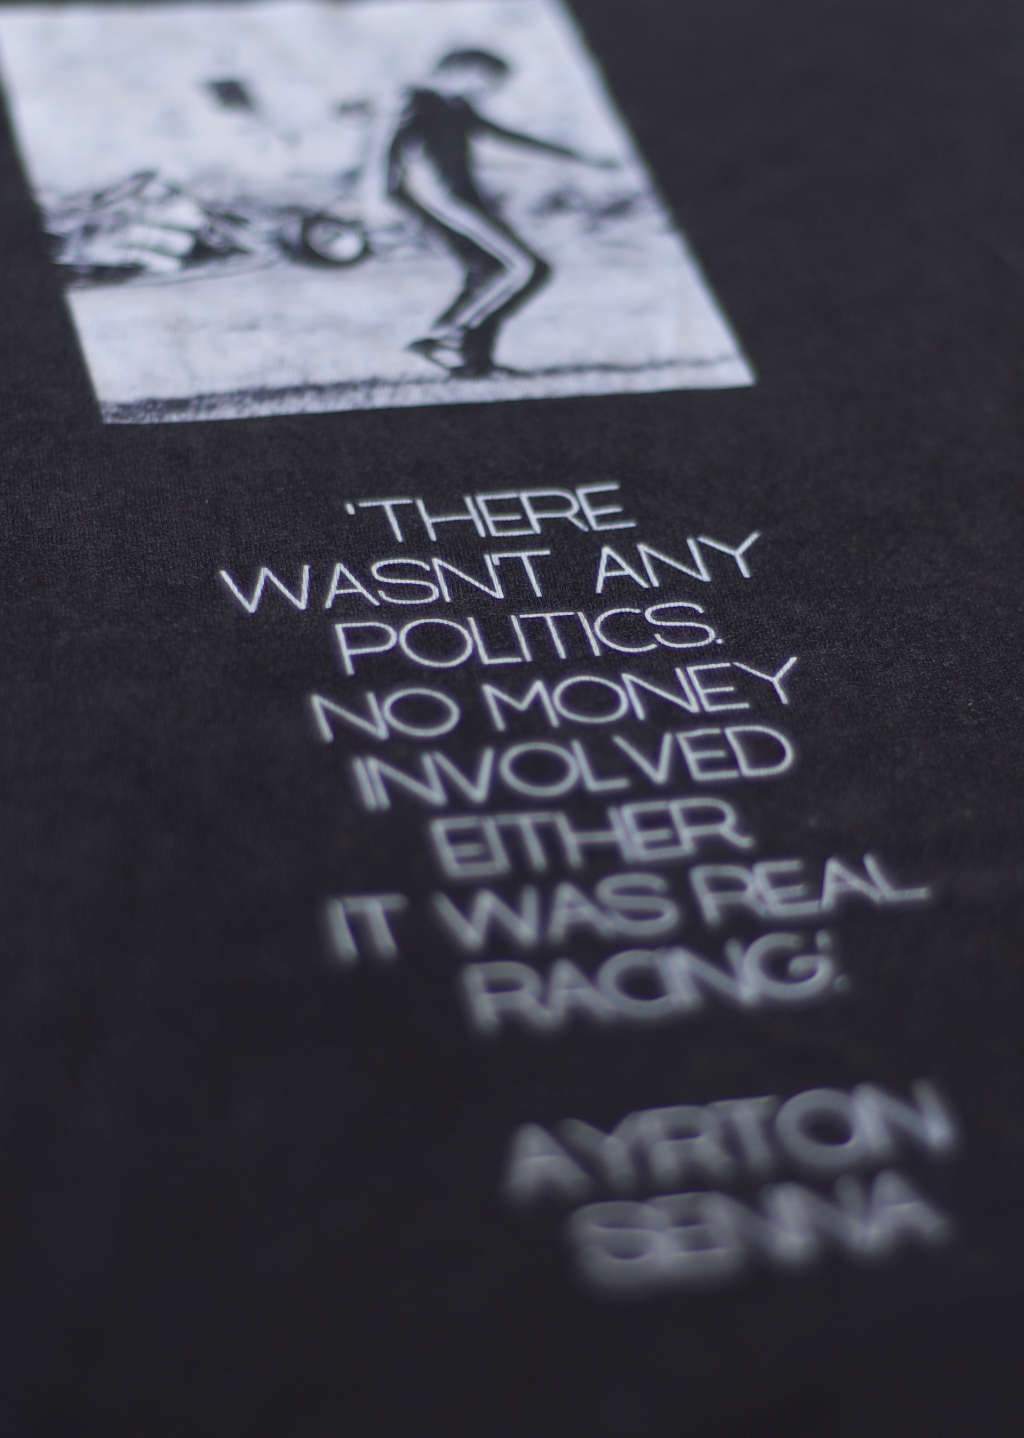 'THERE
WASN'T ANY
POLITICS.
NO MONEY
INVOLVED
EITHER.
IT WAS REAL
RACING'.
AYRTON
SENNA